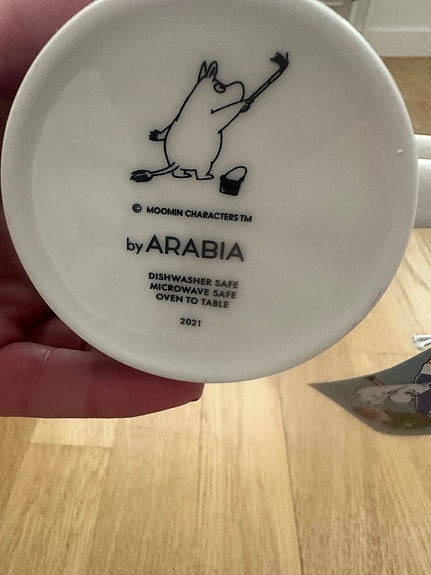 © MOOMIN CHARACTERS TM
by ARABIA
DISHWASHER SAFE
MICROWAVE SAFE
OVEN TO TABLE
2021